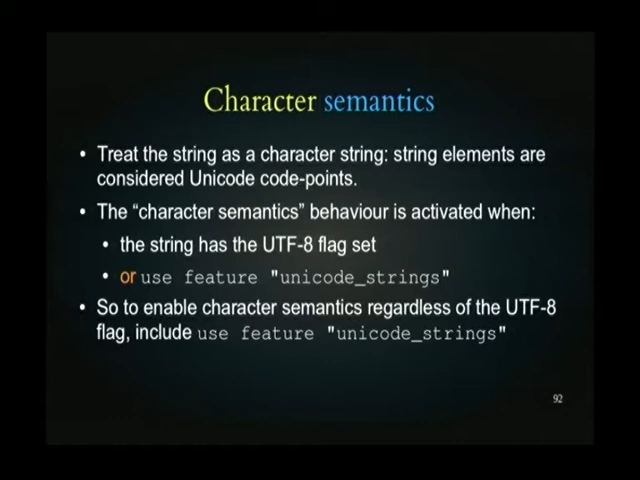 Character semantics
• Treat the string as a character string: string elements are
considered Unicode code-points.
• The “character semantics” behaviour is activated when:
• the string has the UTF-8 flag set
• or use feature "unicode_strings"
• So to enable character semantics regardless of the UTF-8
flag, include use feature "unicode_strings"
92